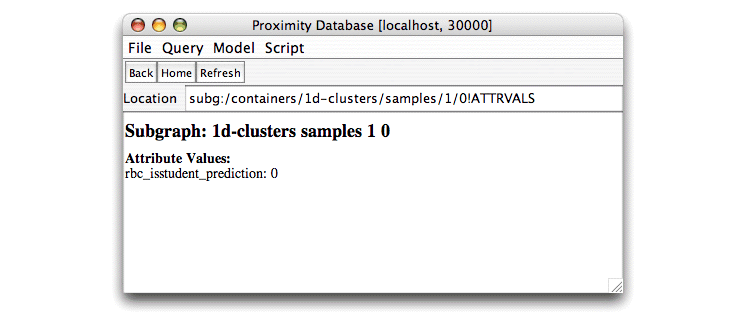 Proximity Database [localhost, 30000]
File Query Model Script
Back Home Refresh
Location subg:/containers/1d-clusters/samples/1/0!ATTRVALS
Subgraph: 1d-clusters samples 1 0
Attribute Values:
rbc_isstudent_prediction: 0